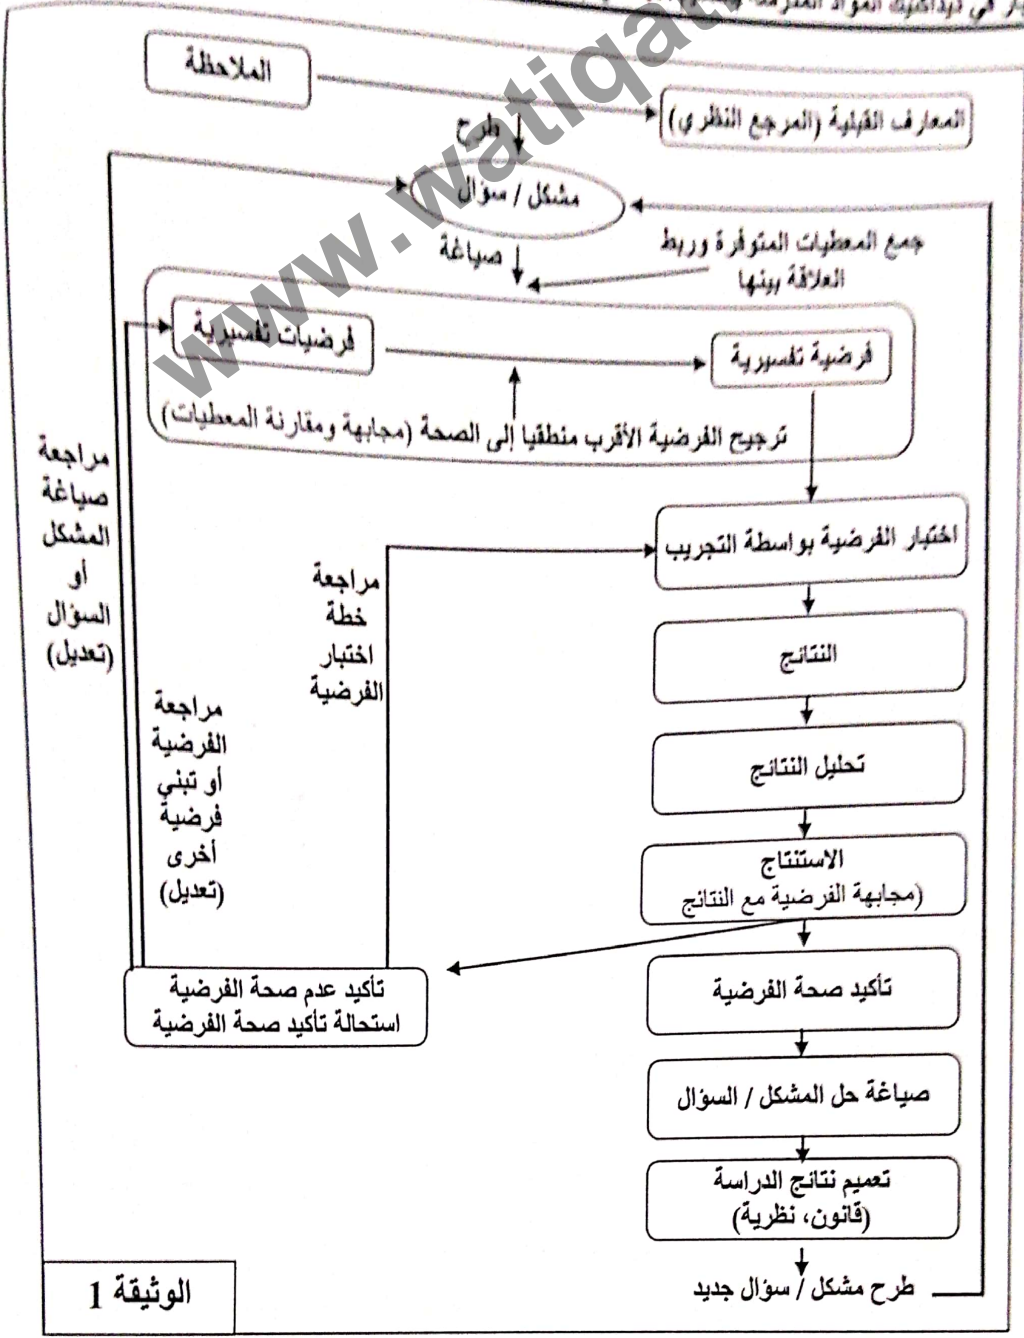 في ديداكتيك المواد
الملاحظة
المعارف القبلية (المرجع النظري)
طرح
مشكل / سؤال
صياغة
جمع المعطيات المتوفرة وربط
العلاقة بينها
فرضيات تفسيرية
فرضية تفسيرية
ترجيح الفرضية الأقرب منطقيا إلى الصحة (مجابهة ومقارنة المعطيات)
اختبار الفرضية بواسطة التجريب
النتائج
تحليل النتائج
الاستنتاج
(مجابهة الفرضية مع النتائج
تأكيد صحة الفرضية
صياغة حل المشكل / السؤال
تعميم نتائج الدراسة
(قانون، نظرية)
طرح مشكل / سؤال جديد
مراجعة
خطة
اختبار
الفرضية
مراجعة
الفرضية
أو تبني
فرضية
أخرى
(تعديل)
مراجعة
صياغة
المشكل
أو
السؤال
(تعديل)
تأكيد عدم صحة الفرضية
استحالة تأكيد صحة الفرضية
الوثيقة 1
www.watiqat